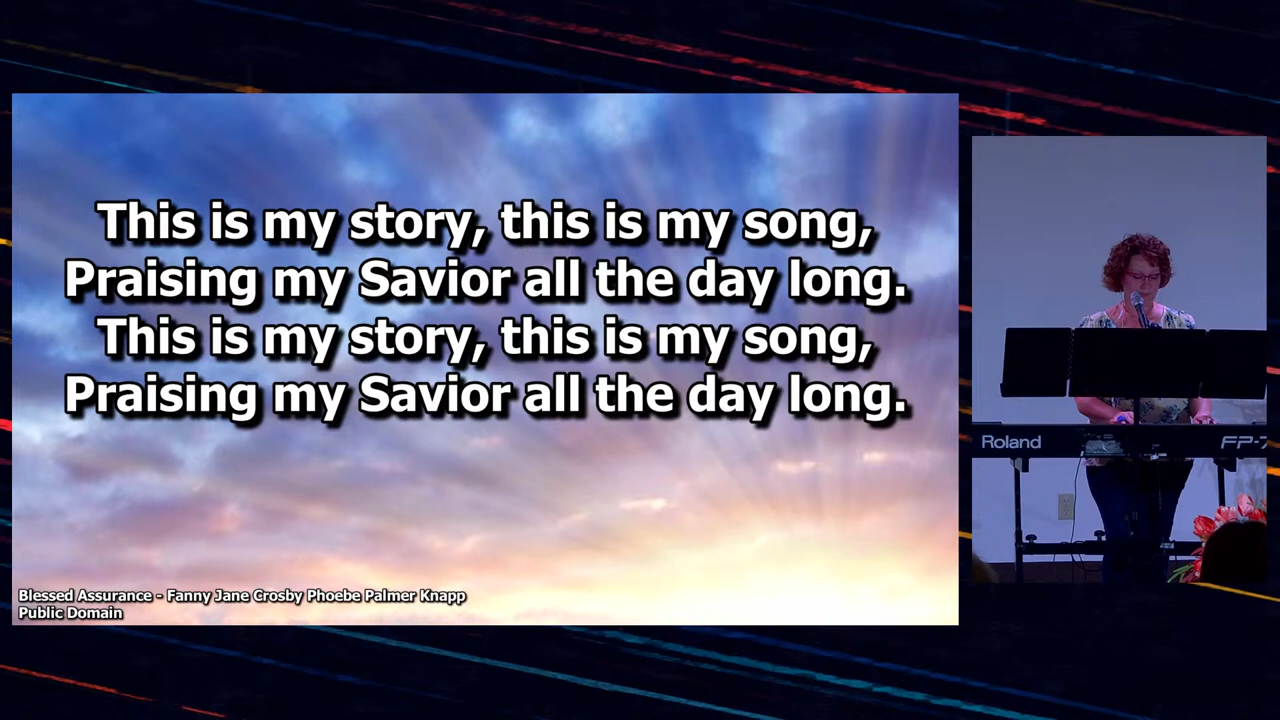 This is my story, this is my song,
Praising my Savior all the day long.
This is my story, this is my song,
Praising my Savior all the day long.
Blessed Assurance - Fanny Jane Crosby Phoebe Palmer Knapp
Public Domain
Roland
FP-7